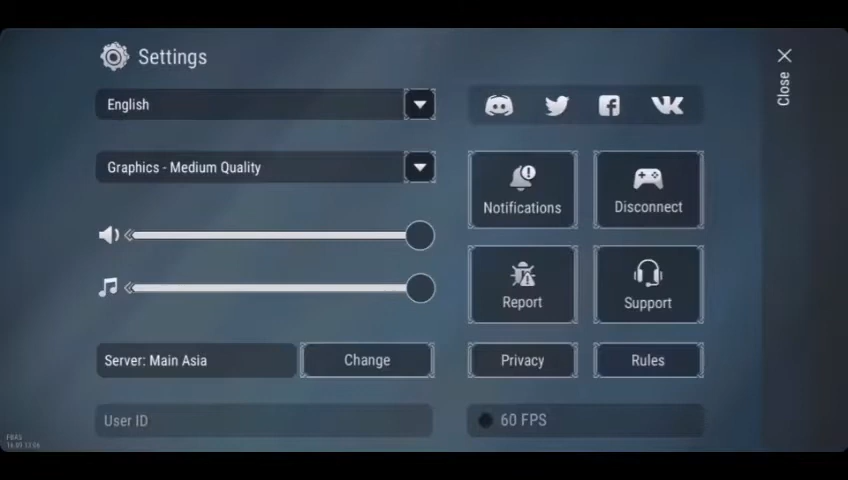 Settings
Close
English
Graphics - Medium Quality
Notifications
Disconnect
Report
Support
Server: Main Asia
Change
Privacy
Rules
User ID
60 FPS